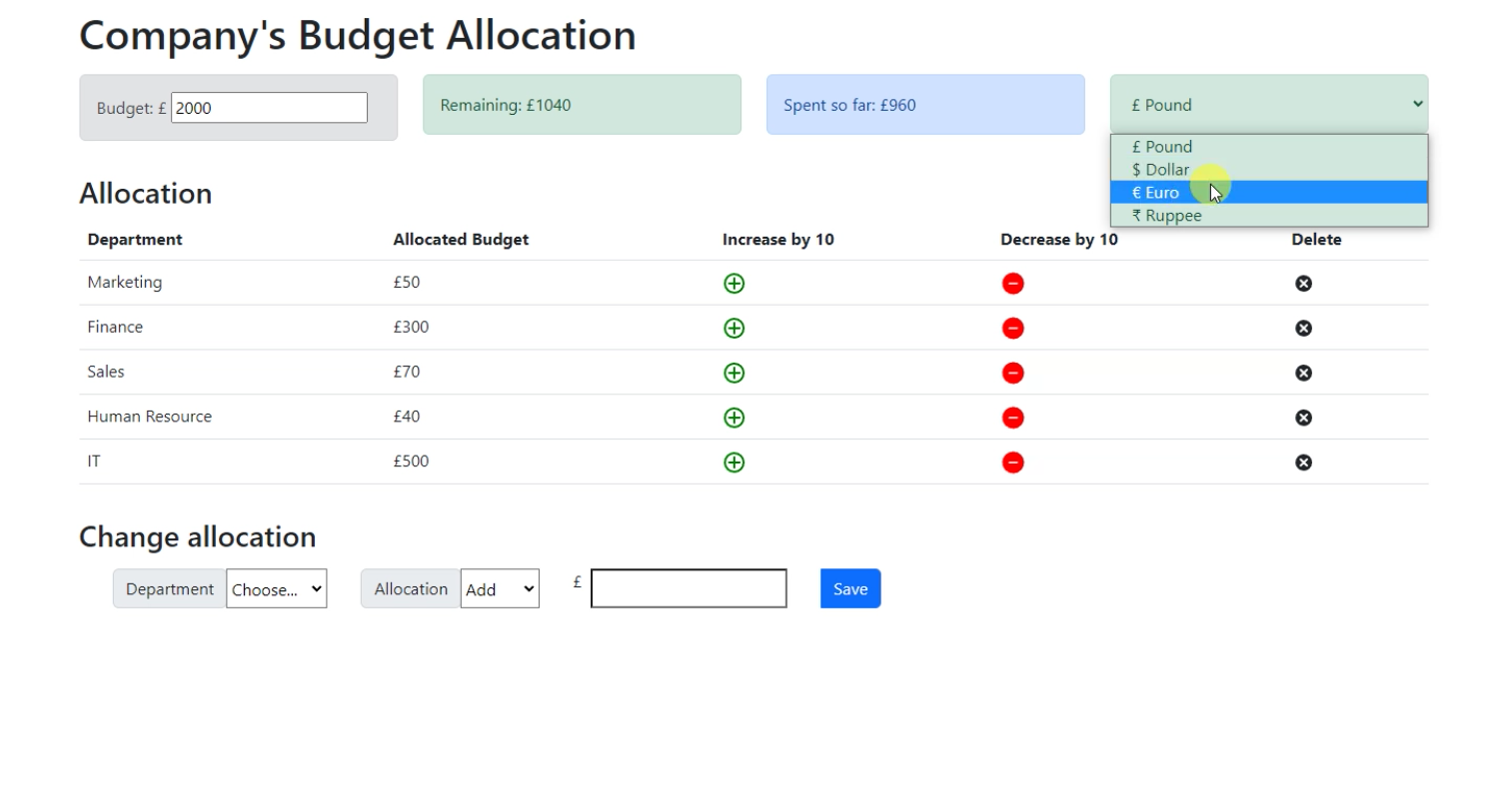 Company's Budget Allocation
Budget: £ 2000
Remaining: £1040
Spent so far: £960
£ Pound
£ Pound
$ Dollar
€ Euro
₹ Ruppee
Allocation
Department Allocated Budget Increase by 10 Decrease by 10 Delete
Marketing £50
Finance £300
Sales £70
Human Resource £40
IT £500
Change allocation
Department Choose... Allocation Add £ Save